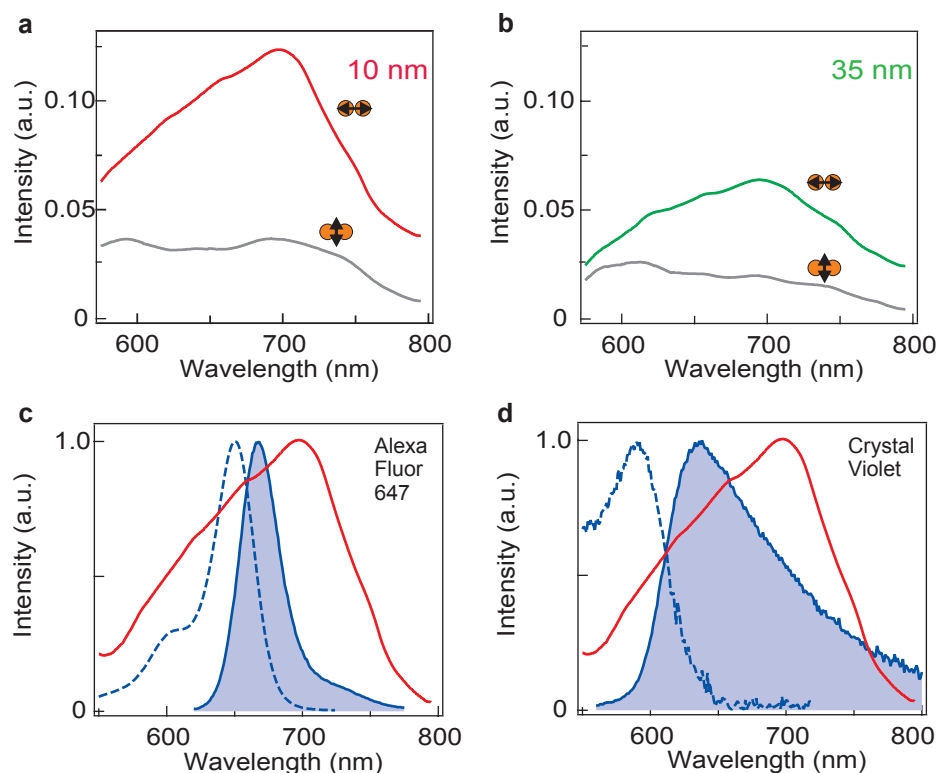 a
10 nm
Intensity (a.u.)
0.10
0.05
0
600
700
800
Wavelength (nm)
b
35 nm
Intensity (a.u.)
0.10
0.05
0
600
700
800
Wavelength (nm)
c
Alexa
Fluor
647
Intensity (a.u.)
1.0
0
600
700
800
Wavelength (nm)
d
Crystal
Violet
Intensity (a.u.)
1.0
0
600
700
800
Wavelength (nm)